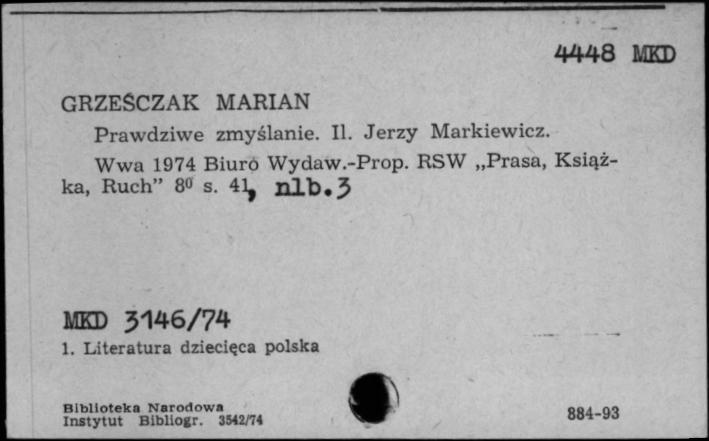 4448 MKD
GRZEŚCZAK MARIAN
Prawdziwe zmyślanie. Il. Jerzy Markiewicz.
Wwa 1974 Biuro Wydaw.-Prop. RSW „Prasa, Książ-
ka, Ruch” 8⁰ s. 41, nlb.3
MKD 3146/74
1. Literatura dziecięca polska
Biblioteka Narodowa
Instytut Bibliogr. 3542/74
884-93